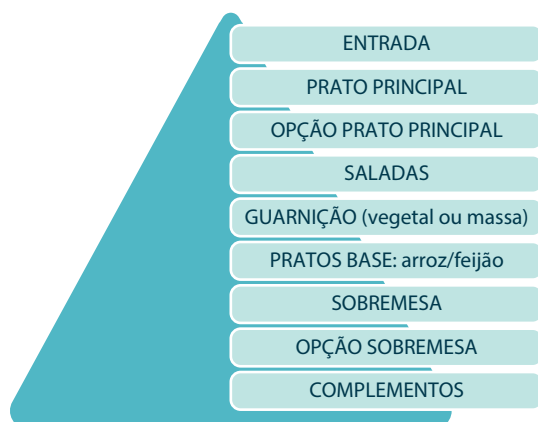 ENTRADA
PRATO PRINCIPAL
OPÇÃO PRATO PRINCIPAL
SALADAS
GUARNIÇÃO (vegetal ou massa)
PRATOS BASE: arroz/feijão
SOBREMESA
OPÇÃO SOBREMESA
COMPLEMENTOS